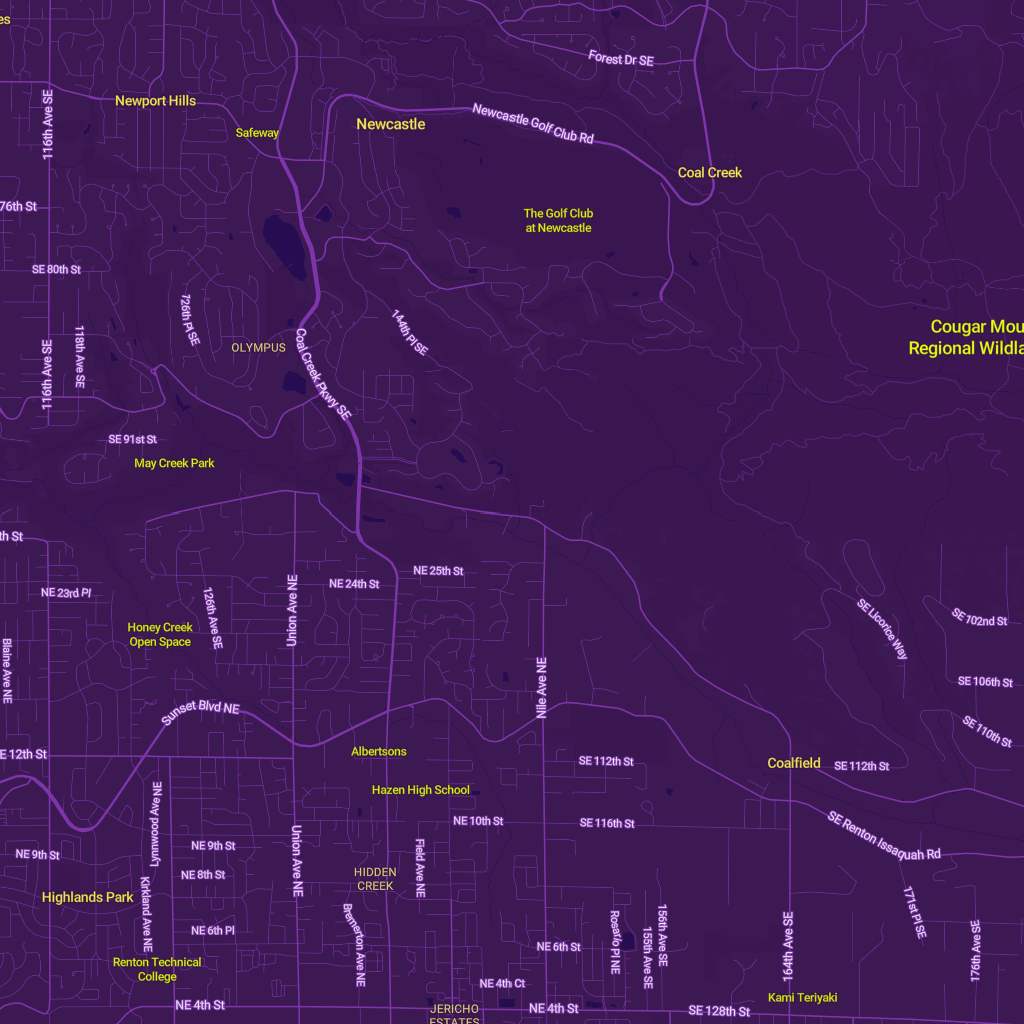 es
Forest Dr SE
Newport Hills
116th Ave SE
Newcastle
Newcastle Golf Club Rd
Safeway
Coal Creek
76th St
The Golf Club
at Newcastle
SE 80th St
726th Pl SE
144th Pl SE
Cougar Mou
Regional Wildla
OLYMPUS
118th Ave SE
116th Ave SE
Coal Creek Pkwy SE
SE 91st St
May Creek Park
th St
NE 25th St
NE 24th St
NE 23rd Pl
126th Ave SE
Union Ave NE
SE Licorice Way
SE 102nd St
Honey Creek
Open Space
Blaine Ave NE
Nile Ave NE
SE 106th St
Sunset Blvd NE
SE 110th St
E 12th St
Albertsons
SE 112th St
Coalfield
SE 112th St
Hazen High School
Lynnwood Ave NE
NE 10th St
SE 116th St
SE Renton Issaquah Rd
NE 9th St
NE 9th St
Union Ave NE
Field Ave NE
HIDDEN
CREEK
NE 8th St
Highlands Park
Kirkland Ave NE
Bremerton Ave NE
NE 6th Pl
Rosario Pl NE
155th Ave SE
156th Ave SE
164th Ave SE
171st Pl SE
176th Ave SE
NE 6th St
Renton Technical
College
NE 4th Ct
Kami Teriyaki
NE 4th St
JERICHO
ESTATES
NE 4th St
SE 128th St